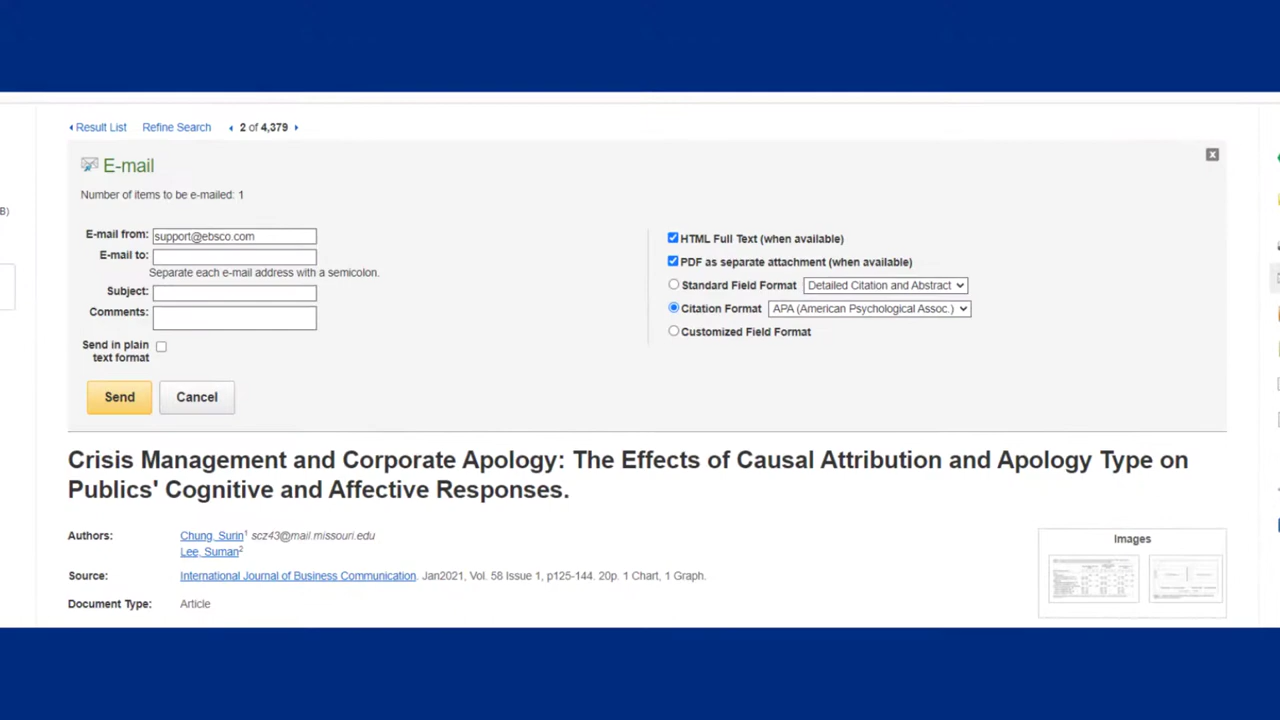 Result List Refine Search 2 of 4,379
E-mail
Number of items to be e-mailed: 1
B)
E-mail from: support@ebsco.com
E-mail to:
Separate each e-mail address with a semicolon.
Subject:
Comments:
Send in plain
text format
Send Cancel
HTML Full Text (when available)
PDF as separate attachment (when available)
Standard Field Format Detailed Citation and Abstract
Citation Format APA (American Psychological Assoc.)
Customized Field Format
Crisis Management and Corporate Apology: The Effects of Causal Attribution and Apology Type on
Publics' Cognitive and Affective Responses.
Authors: Chung, Surin1 scz43@mail.missouri.edu
Lee, Suman2
Source: International Journal of Business Communication. Jan2021, Vol. 58 Issue 1, p125-144. 20p. 1 Chart, 1 Graph.
Document Type: Article
Images